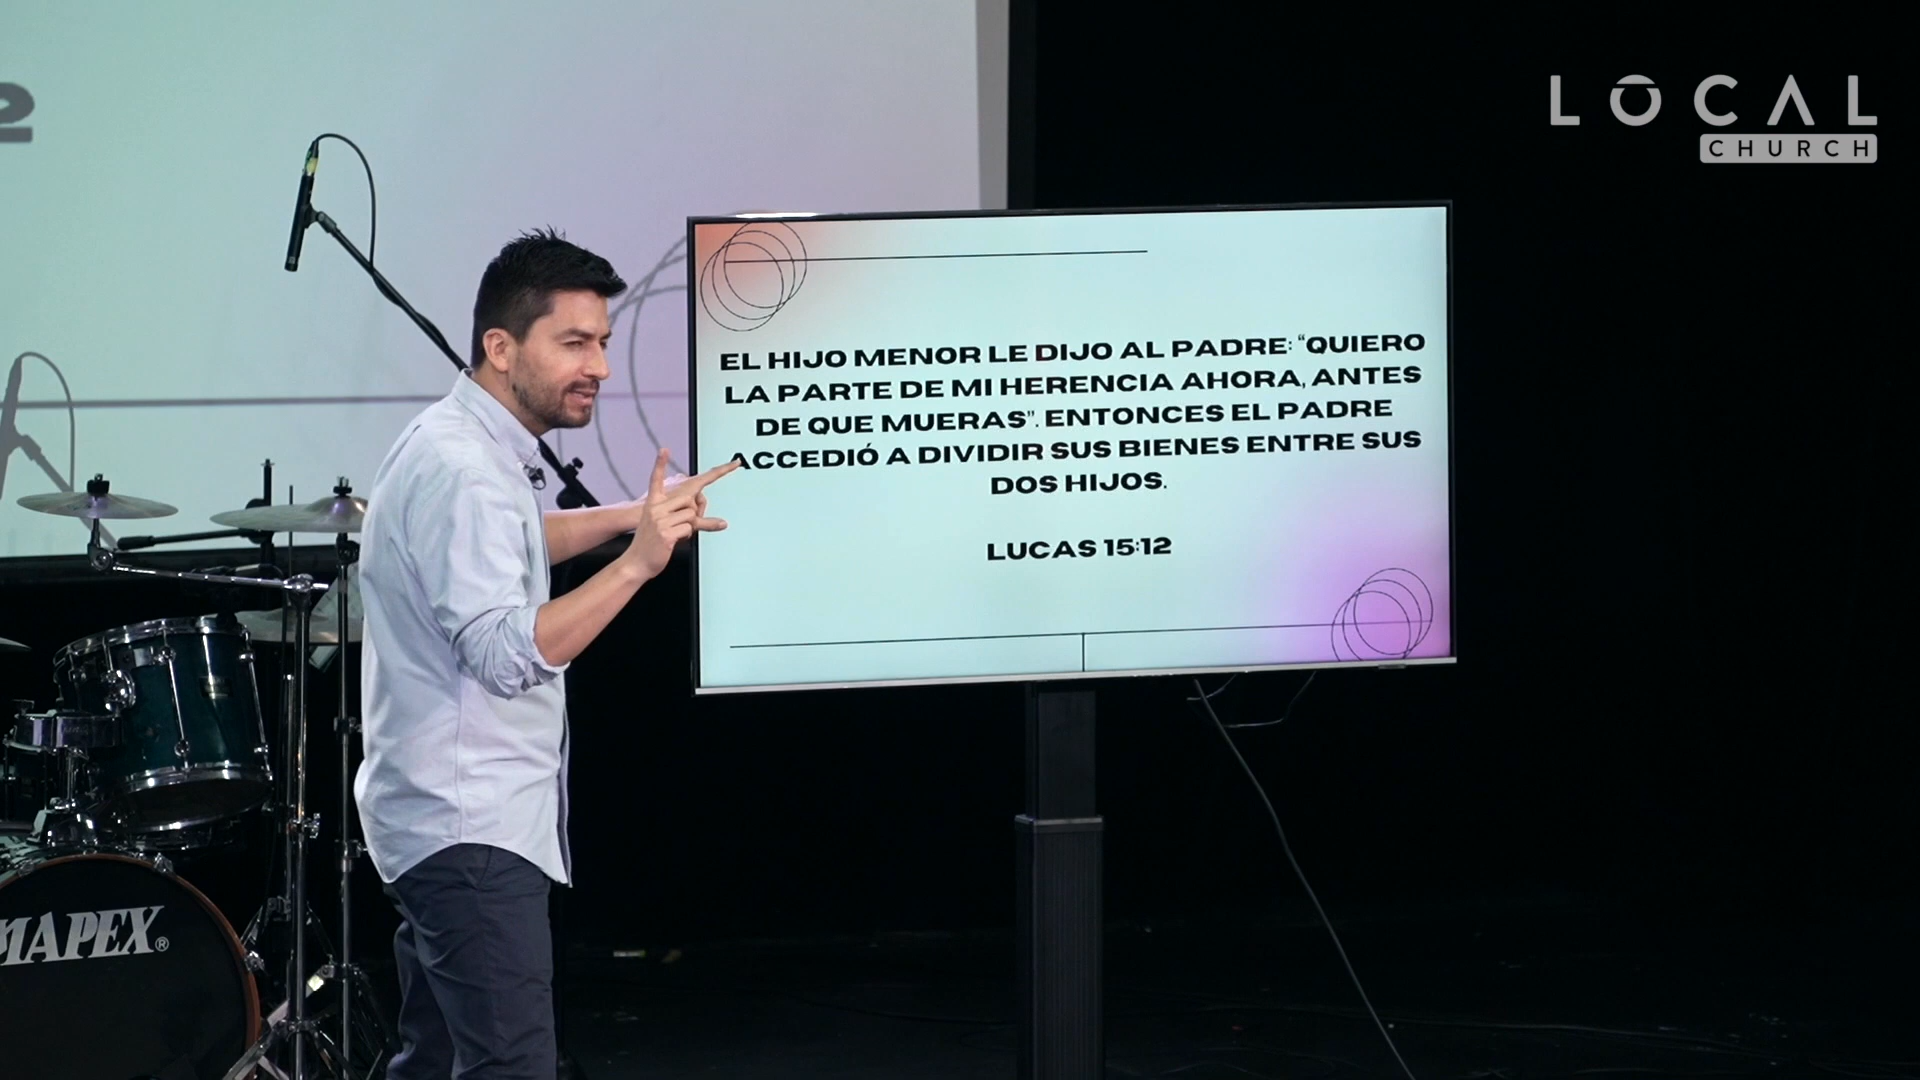 LOCAL
CHURCH
2
EL HIJO MENOR LE DIJO AL PADRE: “QUIERO
LA PARTE DE MI HERENCIA AHORA, ANTES
DE QUE MUERAS”. ENTONCES EL PADRE
ACCEDIÓ A DIVIDIR SUS BIENES ENTRE SUS
DOS HIJOS.
LUCAS 15:12
MAPEX®